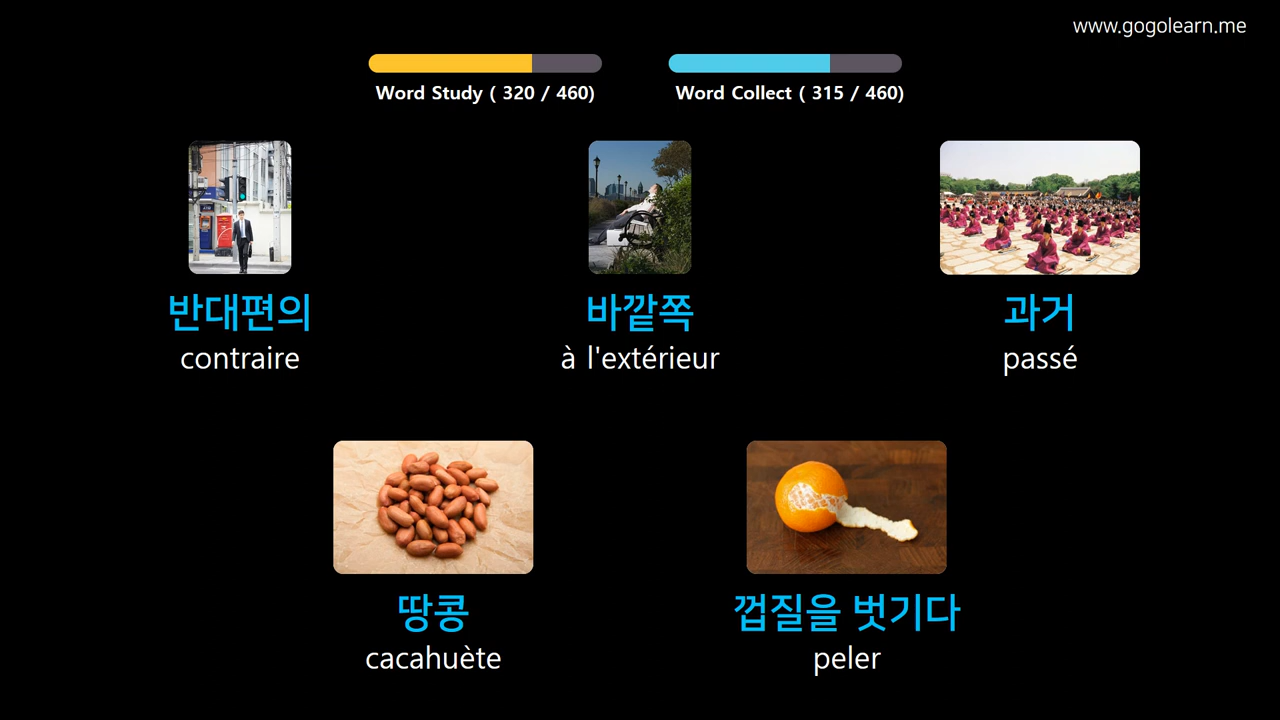 www.gogolearn.me
Word Study ( 320 / 460)
Word Collect ( 315 / 460)
반대편의
contraire
바깥쪽
à l'extérieur
과거
passé
땅콩
cacahuète
껍질을 벗기다
peler